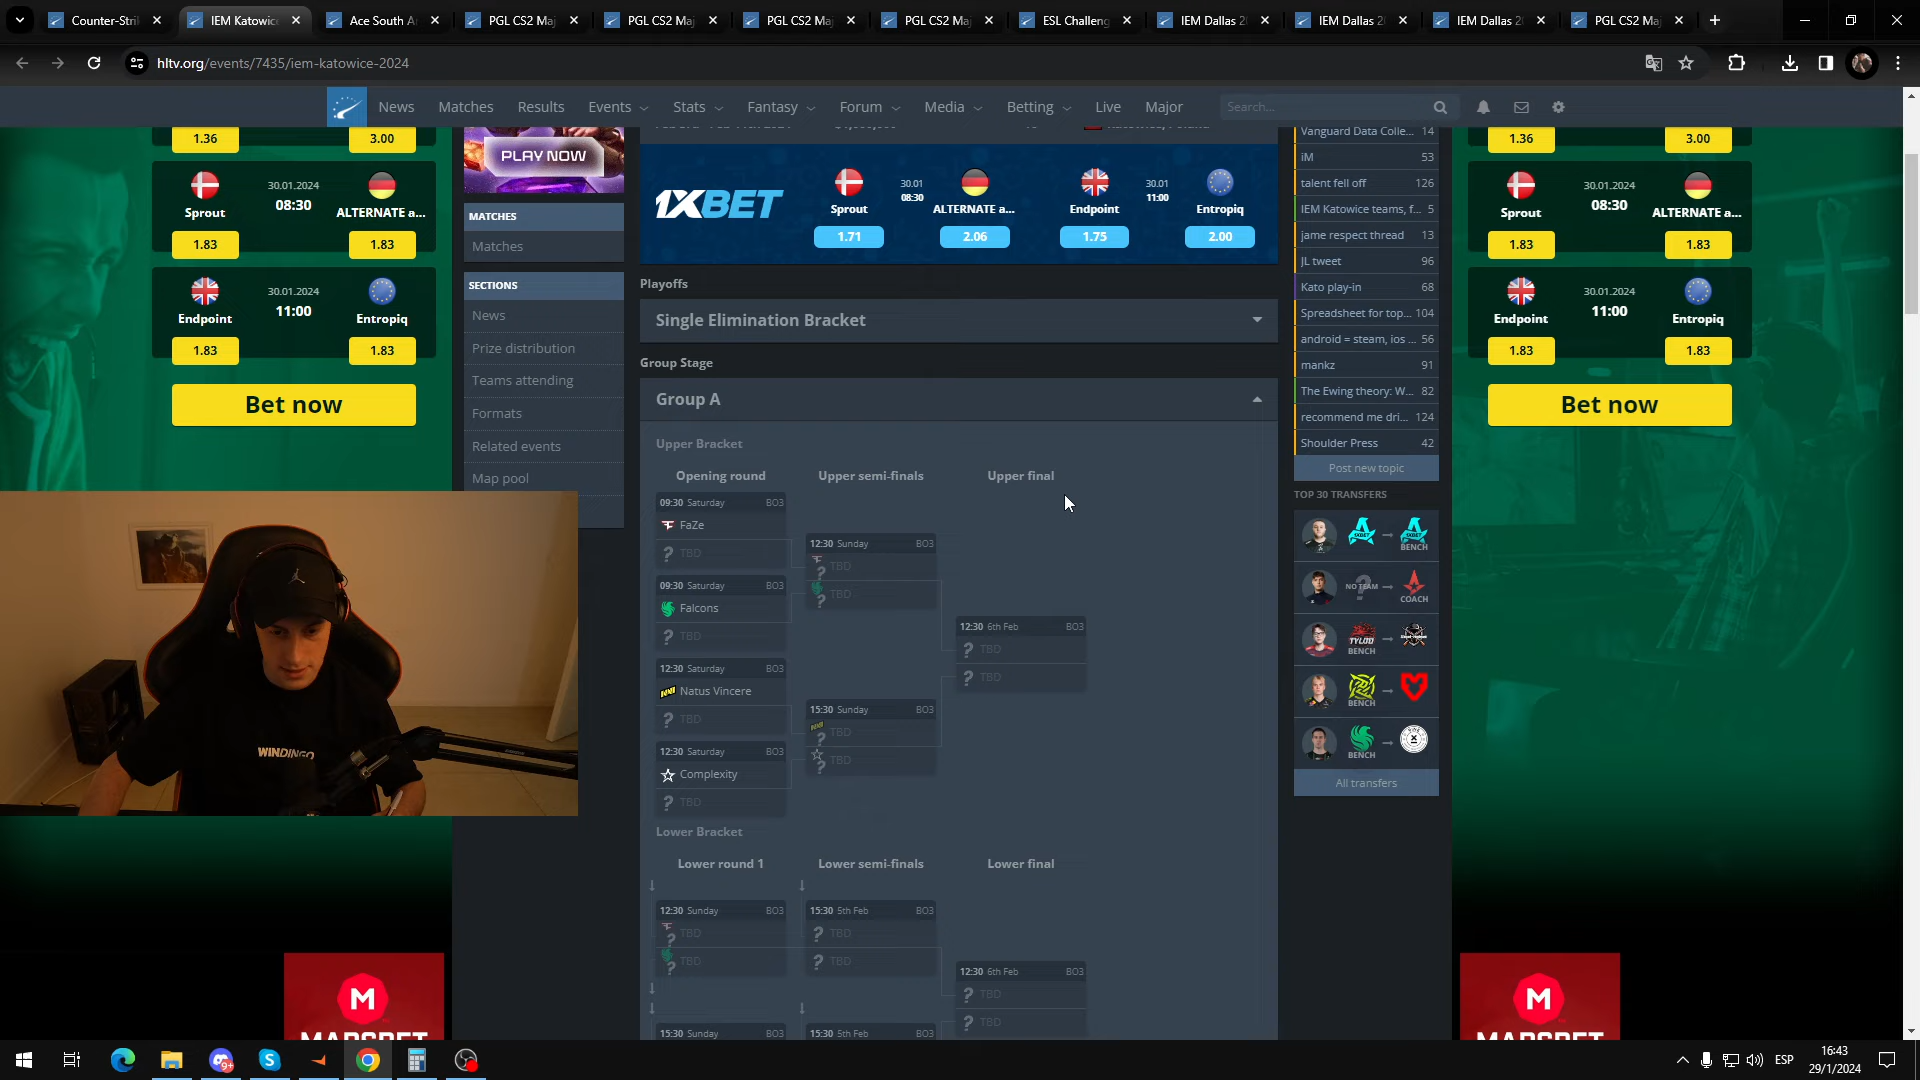 Counter-Stri
IEM Katowic
Ace South A
PGL CS2 Maj
PGL CS2 Maj
PGL CS2 Maj
PGL CS2 Maj
ESL Challeng
IEM Dallas 2
IEM Dallas 2
IEM Dallas 2
PGL CS2 Maj
hltv.org/events/7435/iem-katowice-2024
News Matches Results Events Stats Fantasy Forum Media Betting Live Major Search...
1.36 3.00
30.01.2024
08:30
Sprout ALTERNATE a...
1.83 1.83
30.01.2024
11:00
Endpoint Entropiq
1.83 1.83
Bet now
PLAY NOW
MATCHES
Matches
SECTIONS
News
Prize distribution
Teams attending
Formats
Related events
Map pool
1XBET
30.01
08:30
Sprout ALTERNATE a...
1.71 2.06
30.01
11:00
Endpoint Entropiq
1.75 2.00
Playoffs
Single Elimination Bracket
Group Stage
Group A
Upper Bracket
Opening round Upper semi-finals Upper final
09:30 Saturday BO3
FaZe
? TBD
09:30 Saturday BO3
Falcons
? TBD
12:30 Saturday BO3
Natus Vincere
? TBD
12:30 Saturday BO3
Complexity
? TBD
12:30 Sunday BO3
? TBD
? TBD
15:30 Sunday BO3
? TBD
? TBD
12:30 6th Feb BO3
? TBD
? TBD
Lower Bracket
Lower round 1 Lower semi-finals Lower final
12:30 Sunday BO3
? TBD
? TBD
15:30 Sunday BO3
15:30 5th Feb BO3
? TBD
? TBD
15:30 5th Feb BO3
12:30 6th Feb BO3
? TBD
? TBD
Vanguard Data Colle... 14
iM 53
talent fell off 126
IEM Katowice teams, f... 5
jame respect thread 13
JL tweet 96
Kato play-in 68
Spreadsheet for top... 104
android = steam, ios ... 56
mankz 91
The Ewing theory: W... 82
recommend me dri... 124
Shoulder Press 42
Post new topic
TOP 30 TRANSFERS
BENCH
NO TEAM ? COACH
TYLOO BENCH
BENCH
BENCH
All transfers
1.36 3.00
30.01.2024
08:30
Sprout ALTERNATE a...
1.83 1.83
30.01.2024
11:00
Endpoint Entropiq
1.83 1.83
Bet now
WINDINGO
M
M
9+
ESP
16:43
29/1/2024